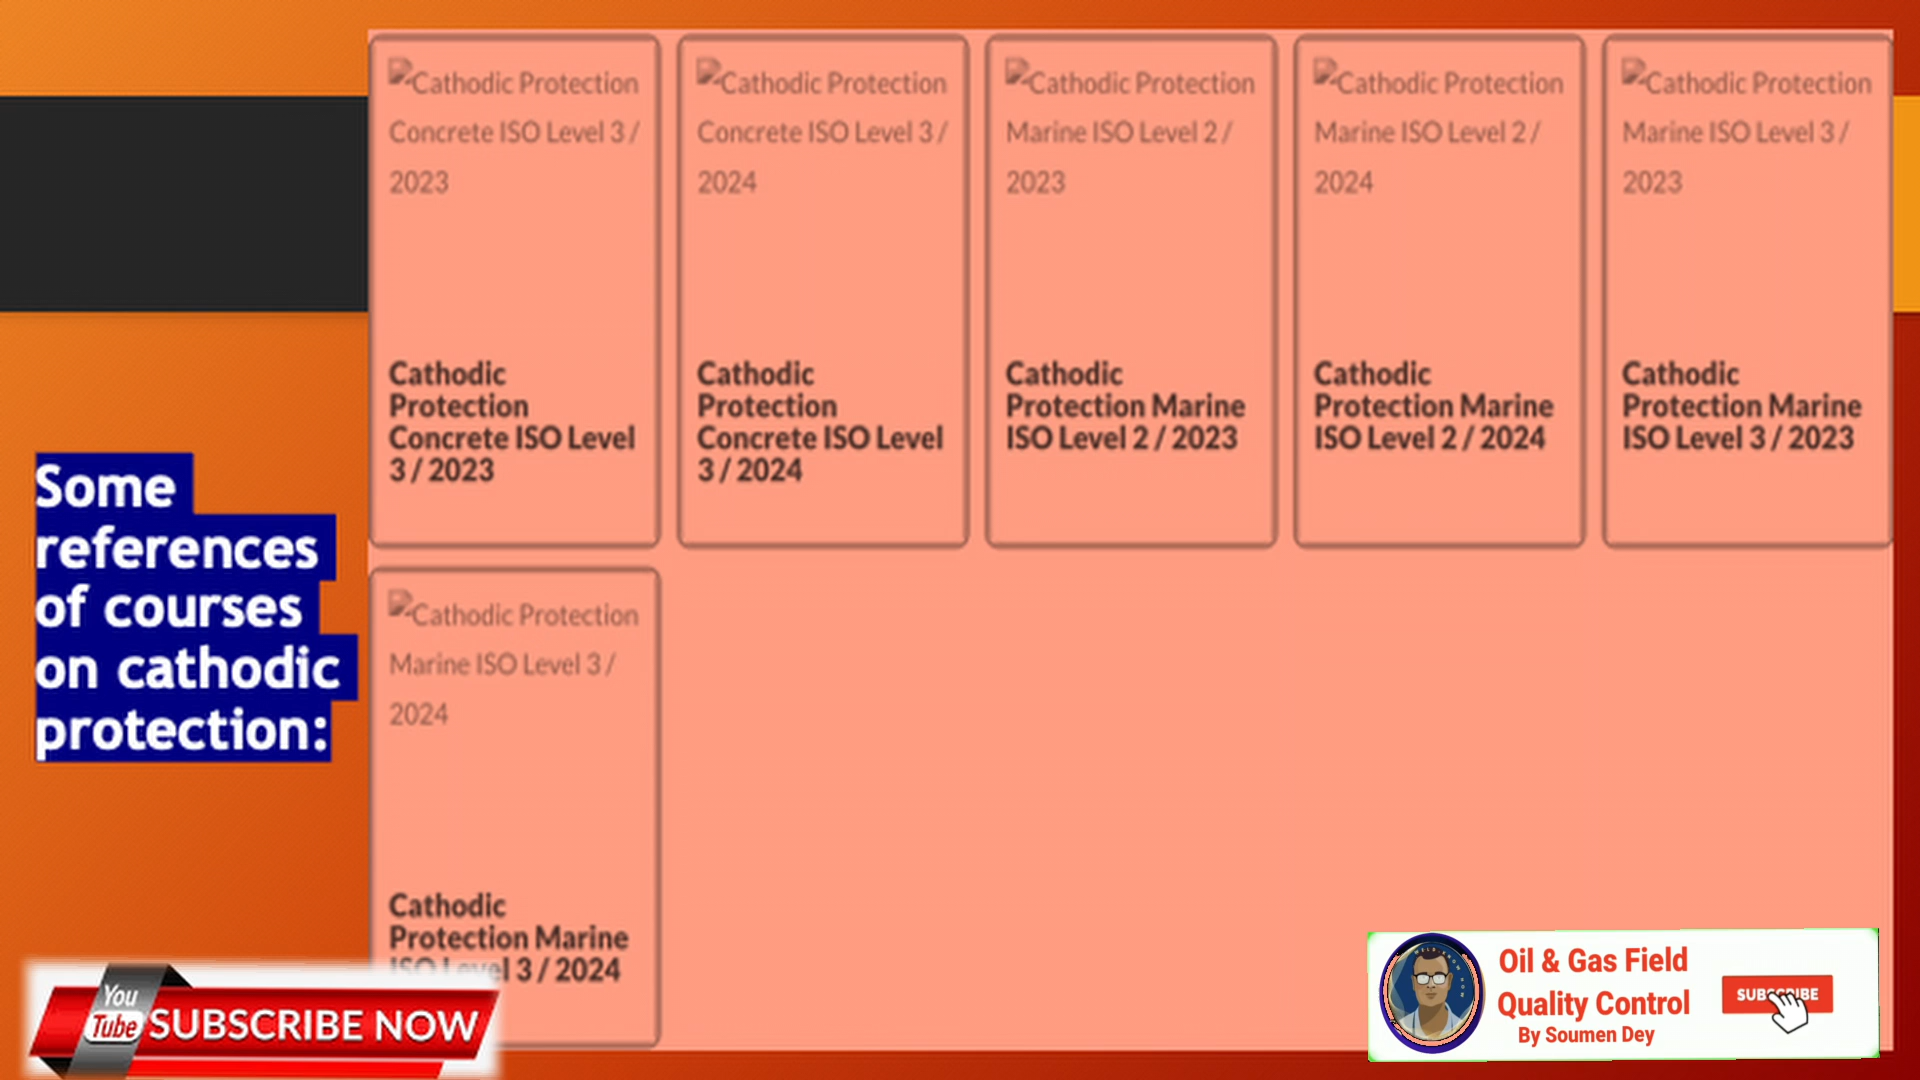 Some
references
of courses
on cathodic
protection:
Cathodic Protection
Concrete ISO Level 3 /
2023
Cathodic
Protection
Concrete ISO Level
3 / 2023
Cathodic Protection
Concrete ISO Level 3 /
2024
Cathodic
Protection
Concrete ISO Level
3 / 2024
Cathodic Protection
Marine ISO Level 2 /
2023
Cathodic
Protection Marine
ISO Level 2 / 2023
Cathodic Protection
Marine ISO Level 2 /
2024
Cathodic
Protection Marine
ISO Level 2 / 2024
Cathodic Protection
Marine ISO Level 3 /
2023
Cathodic
Protection Marine
ISO Level 3 / 2023
Cathodic Protection
Marine ISO Level 3 /
2024
Cathodic
Protection Marine
ISO Level 3 / 2024
You
Tube
SUBSCRIBE NOW
Oil & Gas Field
Quality Control
By Soumen Dey
SUBSCRIBE